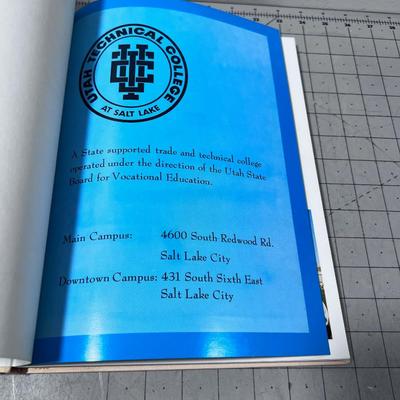 UTAH TECHNICAL COLLEGE
UTC
AT SALT LAKE
A State supported trade and technical college
operated under the direction of the Utah State
Board for Vocational Education.
Main Campus: 4600 South Redwood Rd.
Salt Lake City
Downtown Campus: 431 South Sixth East
Salt Lake City